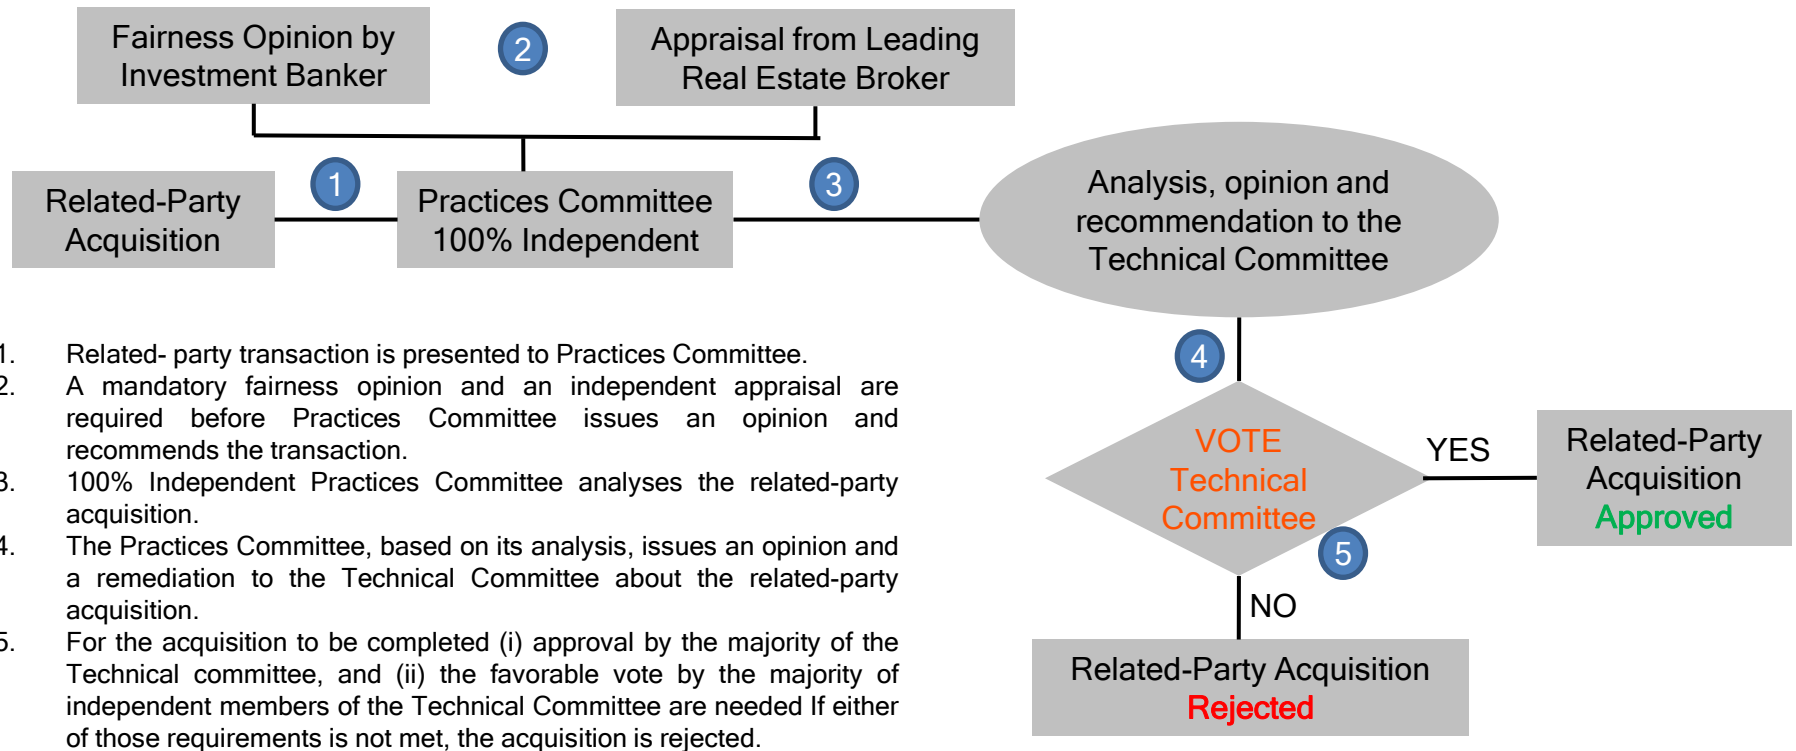 Fairness Opinion by
Investment Banker
2
Appraisal from Leading
Real Estate Broker
Related-Party
Acquisition
1
Practices Committee
100% Independent
3
Analysis, opinion and
recommendation to the
Technical Committee
4
VOTE
Technical
Committee
5
YES
Related-Party
Acquisition
Approved
NO
Related-Party Acquisition
Rejected
1. Related- party transaction is presented to Practices Committee.
2. A mandatory fairness opinion and an independent appraisal are
required before Practices Committee issues an opinion and
recommends the transaction.
3. 100% Independent Practices Committee analyses the related-party
acquisition.
4. The Practices Committee, based on its analysis, issues an opinion and
a remediation to the Technical Committee about the related-party
acquisition.
5. For the acquisition to be completed (i) approval by the majority of the
Technical committee, and (ii) the favorable vote by the majority of
independent members of the Technical Committee are needed If either
of those requirements is not met, the acquisition is rejected.